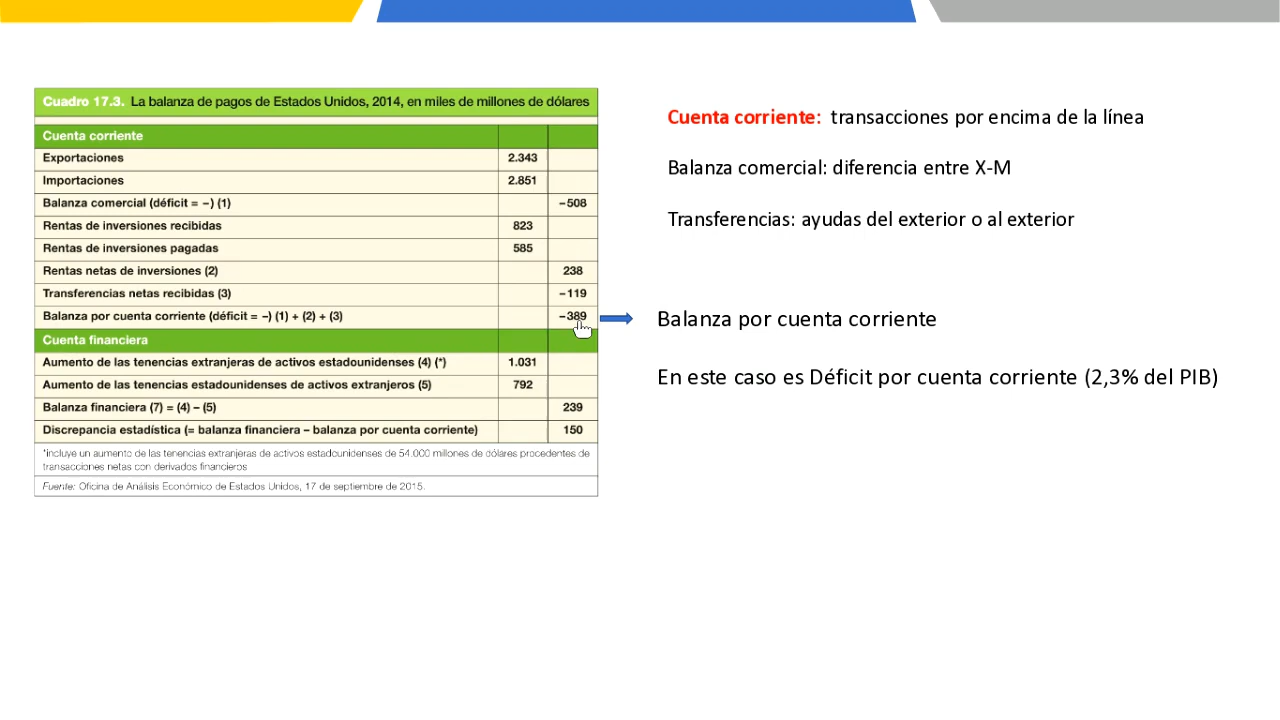 Cuadro 17.3. La balanza de pagos de Estados Unidos, 2014, en miles de millones de dólares
Cuenta corriente
Exportaciones 2.343
Importaciones 2.851
Balanza comercial (déficit = −) (1) −508
Rentas de inversiones recibidas 823
Rentas de inversiones pagadas 585
Rentas netas de inversiones (2) 238
Transferencias netas recibidas (3) −119
Balanza por cuenta corriente (déficit = −) (1) + (2) + (3) −389
Cuenta financiera
Aumento de las tenencias extranjeras de activos estadounidenses (4) (*) 1.031
Aumento de las tenencias estadounidenses de activos extranjeros (5) 792
Balanza financiera (7) = (4) – (5) 239
Discrepancia estadística (= balanza financiera – balanza por cuenta corriente) 150
*incluye un aumento de las tenencias extranjeras de activos estadounidenses de 54.000 millones de dólares procedentes de
transacciones netas con derivados financieros
Fuente: Oficina de Análisis Económico de Estados Unidos, 17 de septiembre de 2015.
Cuenta corriente: transacciones por encima de la línea
Balanza comercial: diferencia entre X-M
Transferencias: ayudas del exterior o al exterior
Balanza por cuenta corriente
En este caso es Déficit por cuenta corriente (2,3% del PIB)